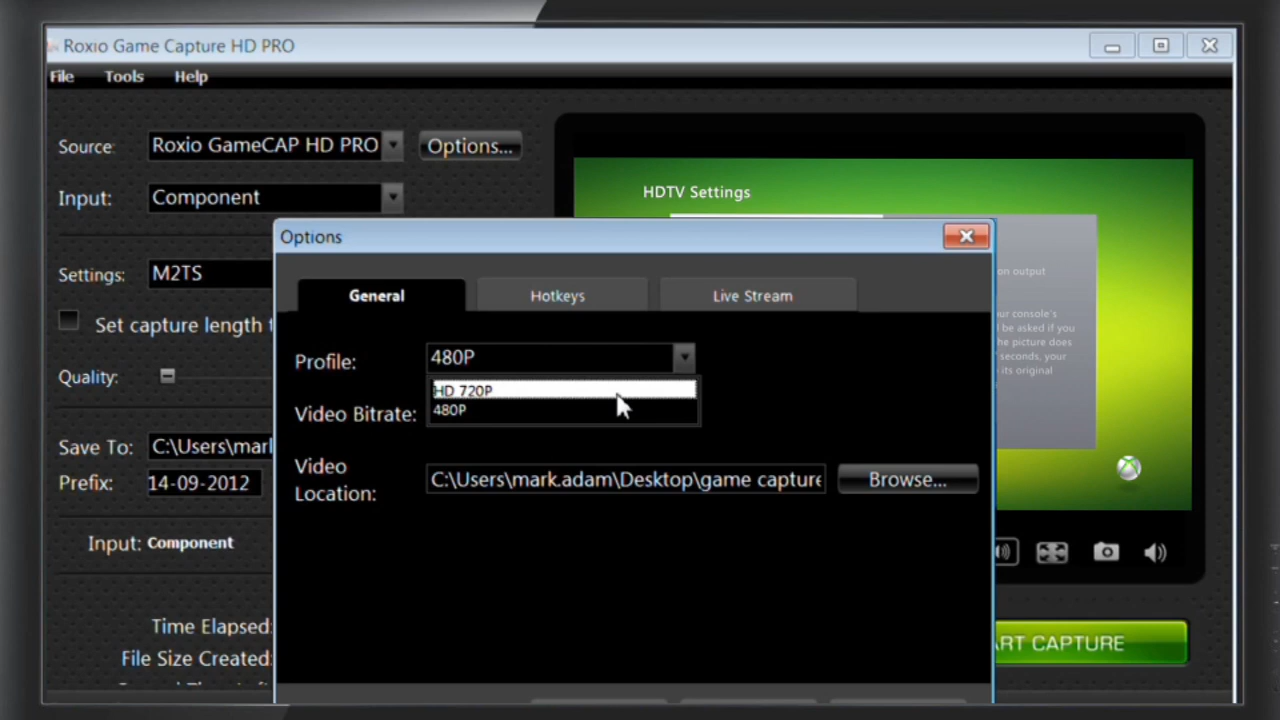 Roxio Game Capture HD PRO
File Tools Help
Source: Roxio GameCAP HD PRO Options...
Input: Component
HDTV Settings
Options
Settings: M2TS
General Hotkeys Live Stream
on output
Set capture length
ur console's
be asked if you
he picture does
seconds, your
its original
Profile: 480P
Quality:
HD 720P
480P
Video Bitrate:
Save To: C:\Users\mark
Video
Location: C:\Users\mark.adam\Desktop\game capture Browse...
Prefix: 14-09-2012
Input: Component
Time Elapsed:
File Size Created:
ART CAPTURE